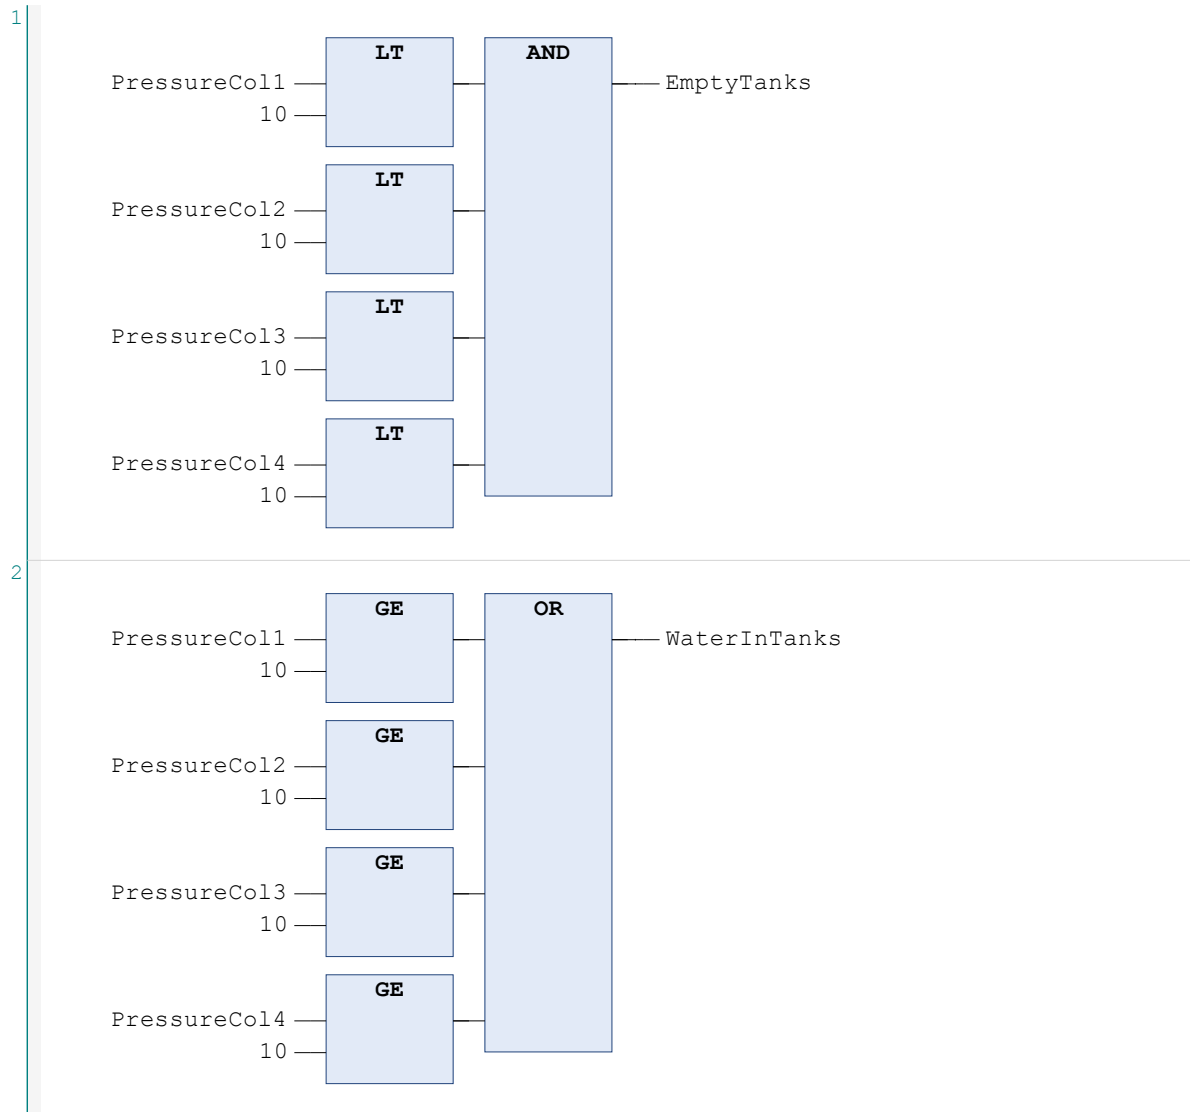 1
LT AND
PressureCol1 EmptyTanks
10
LT
PressureCol2
10
LT
PressureCol3
10
LT
PressureCol4
10
2
GE OR
PressureCol1 WaterInTanks
10
GE
PressureCol2
10
GE
PressureCol3
10
GE
PressureCol4
10